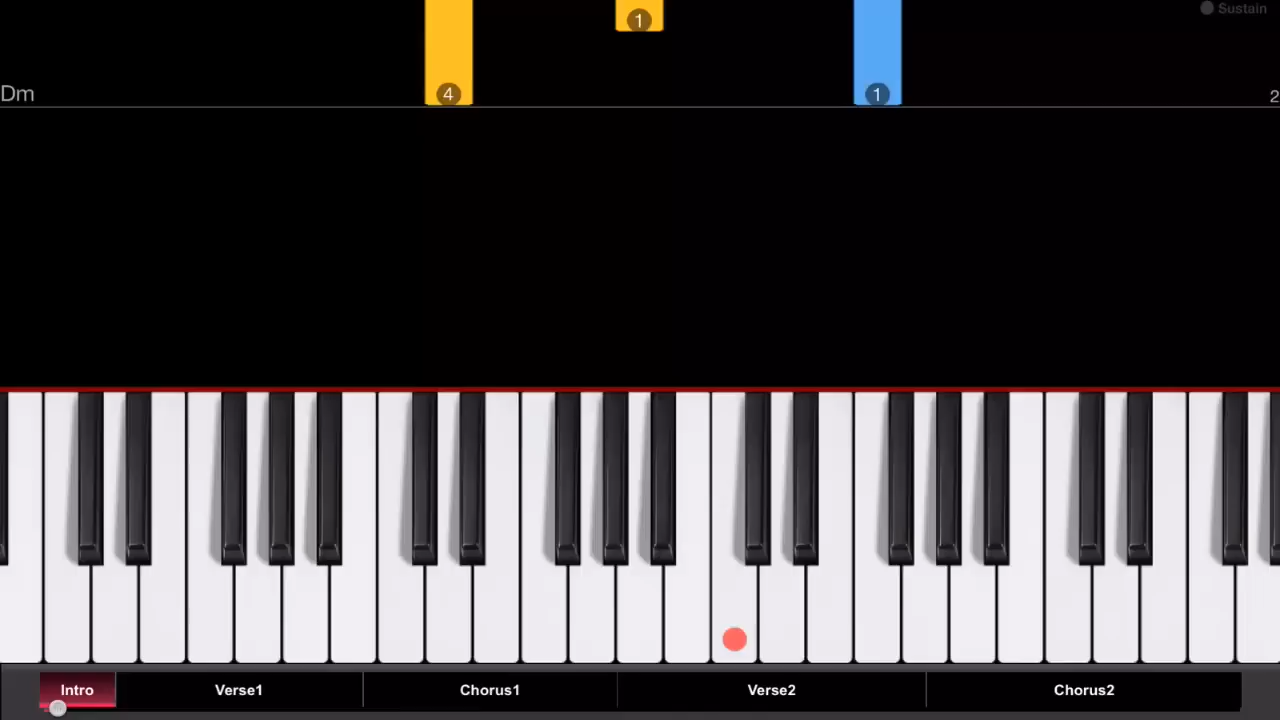 Sustain
1
Dm
4
1
2
Intro
Verse1
Chorus1
Verse2
Chorus2